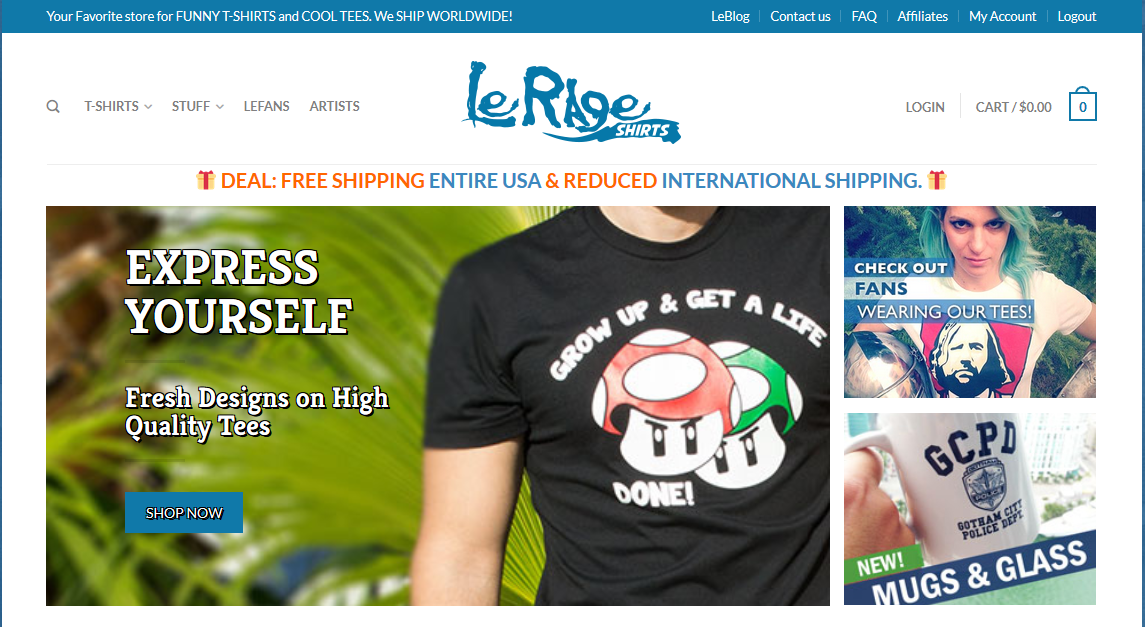 Your Favorite store for FUNNY T-SHIRTS and COOL TEES. We SHIP WORLDWIDE!
LeBlog
Contact us
FAQ
Affiliates
My Account
Logout
T-SHIRTS
STUFF
LEFANS
ARTISTS
LeRage
SHIRTS
LOGIN
CART / $0.00
0
DEAL: FREE SHIPPING ENTIRE USA & REDUCED INTERNATIONAL SHIPPING.
EXPRESS
YOURSELF
Fresh Designs on High
Quality Tees
SHOP NOW
GROW UP & GET A LIFE
DONE!
CHECK OUT
FANS
WEARING OUR TEES!
GCPD
POLICE
GOTHAM CITY
POLICE DEPT
NEW!
MUGS & GLASS